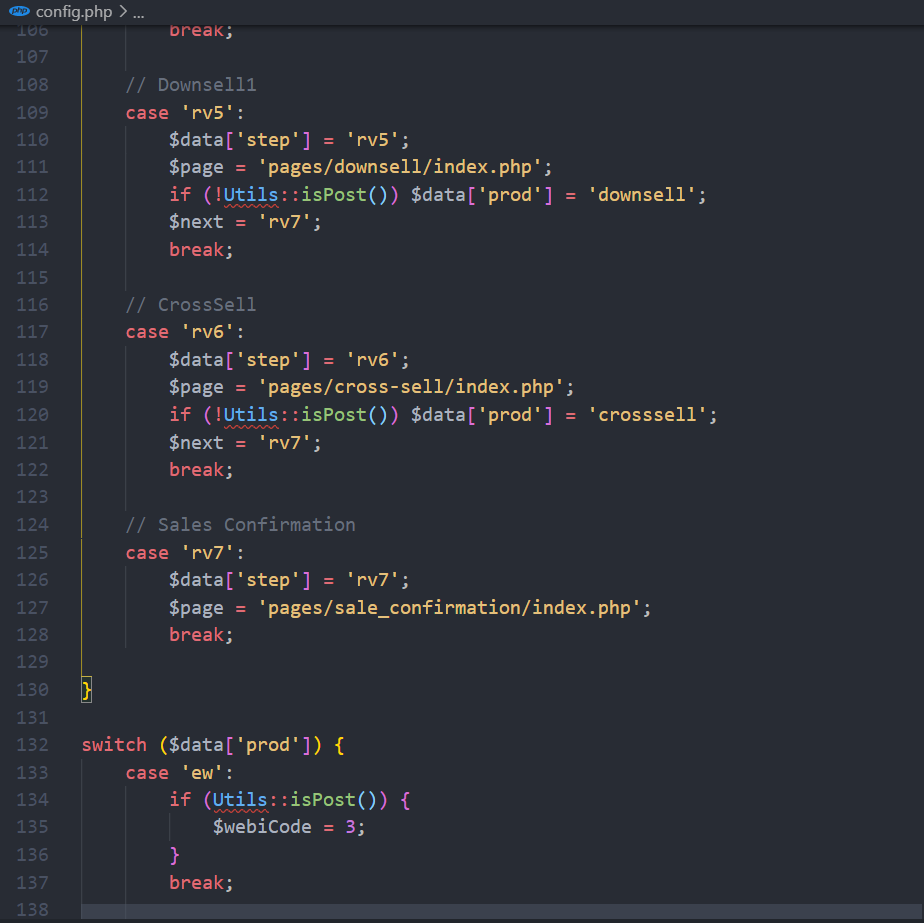 php config.php > ...
106 break;
107
108 // Downsell1
109 case 'rv5':
110 $data['step'] = 'rv5';
111 $page = 'pages/downsell/index.php';
112 if (!Utils::isPost()) $data['prod'] = 'downsell';
113 $next = 'rv7';
114 break;
115
116 // CrossSell
117 case 'rv6':
118 $data['step'] = 'rv6';
119 $page = 'pages/cross-sell/index.php';
120 if (!Utils::isPost()) $data['prod'] = 'crosssell';
121 $next = 'rv7';
122 break;
123
124 // Sales Confirmation
125 case 'rv7':
126 $data['step'] = 'rv7';
127 $page = 'pages/sale_confirmation/index.php';
128 break;
129
130 }
131
132 switch ($data['prod']) {
133 case 'ew':
134 if (Utils::isPost()) {
135 $webiCode = 3;
136 }
137 break;
138